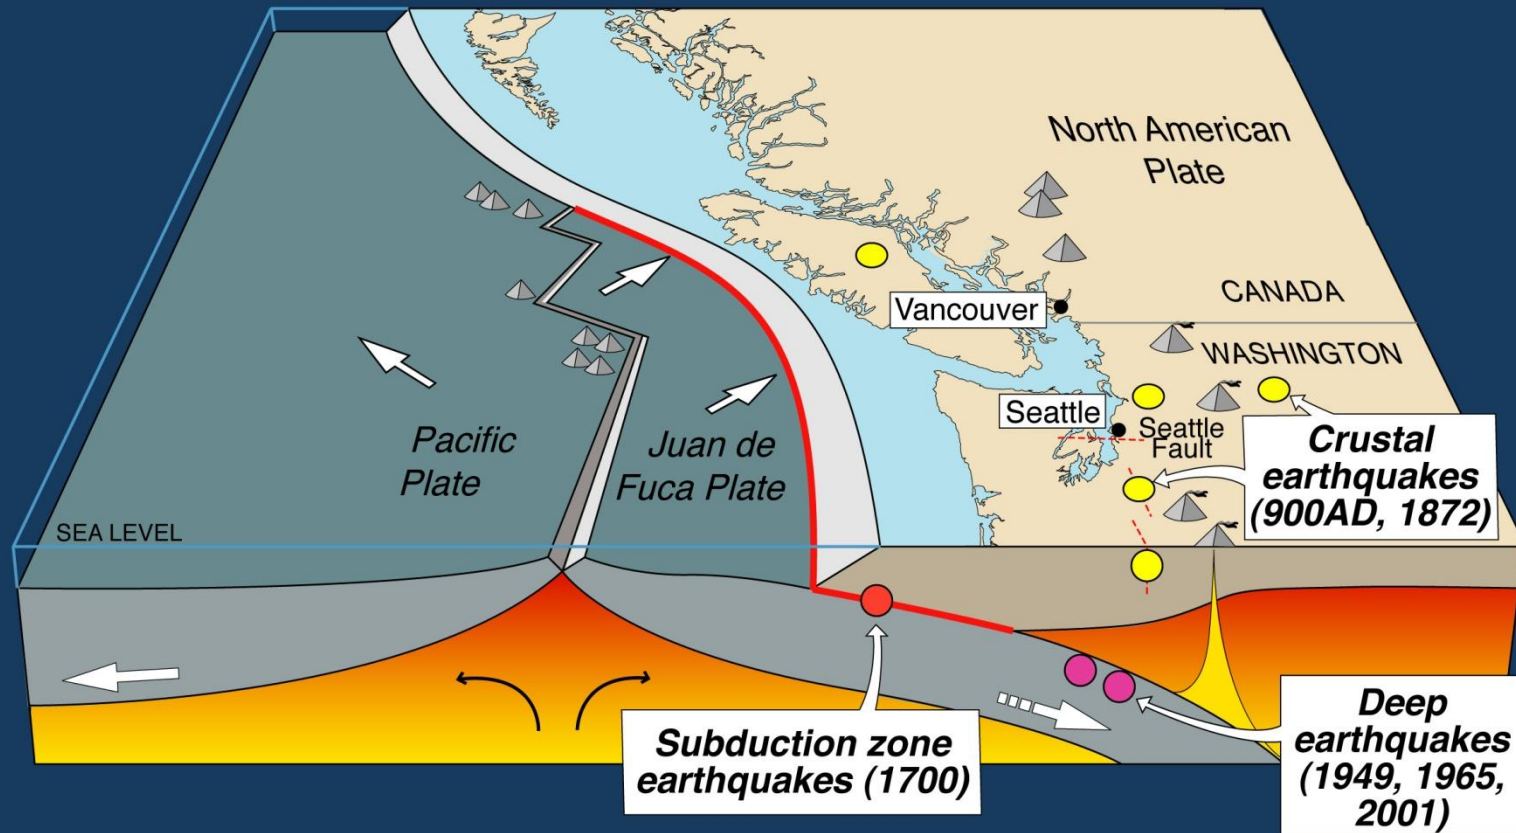 North American
Plate
CANADA
Vancouver
WASHINGTON
Seattle
Seattle
Fault
Crustal
earthquakes
(900AD, 1872)
Pacific
Plate
Juan de
Fuca Plate
SEA LEVEL
Subduction zone
earthquakes (1700)
Deep
earthquakes
(1949, 1965,
2001)